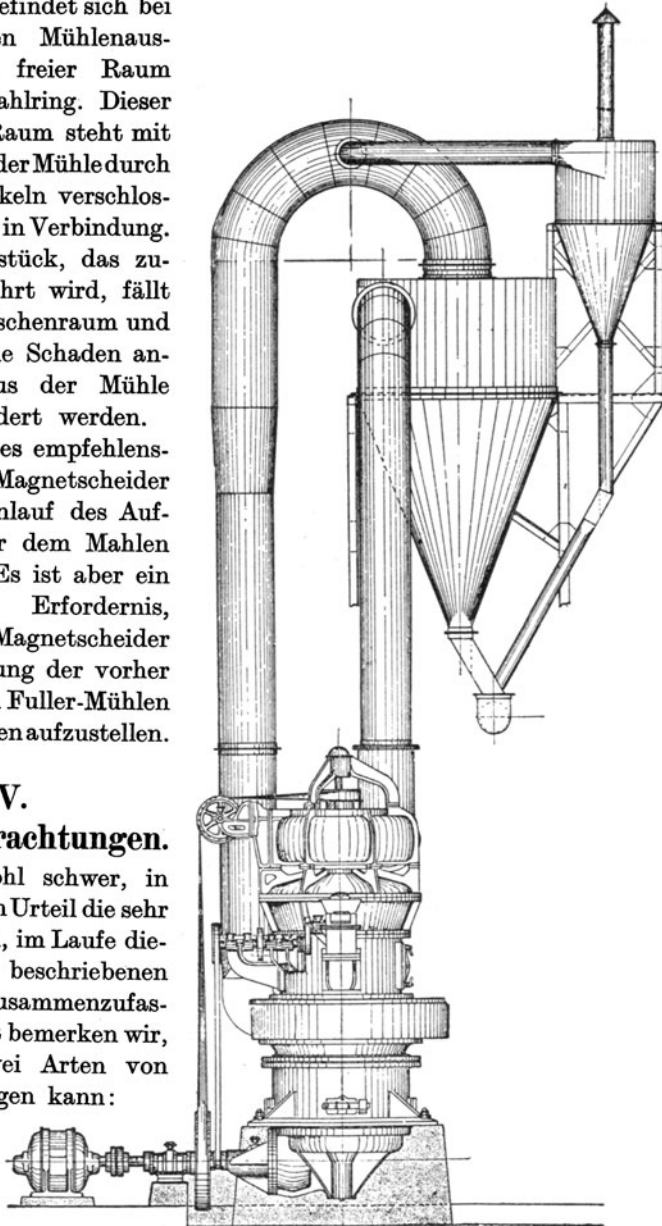 efindet sich bei
en Mühlenaus-
freier Raum
ahlring. Dieser
Raum steht mit
der Mühle durch
keln verschlos-
in Verbindung.
stück, das zu-
hrt wird, fällt
schenraum und
e Schaden an-
us der Mühle
dert werden.
es empfehlens-
Magnetscheider
nlauf des Auf-
r dem Mahlen
Es ist aber ein
Erfordernis,
Magnetscheider
ung der vorher
Fuller-Mühlen
en aufzustellen.
V.
rachtungen.
hl schwer, in
n Urteil die sehr
, im Laufe die-
beschriebenen
usammenzufas-
bemerken wir,
vei Arten von
gen kann: